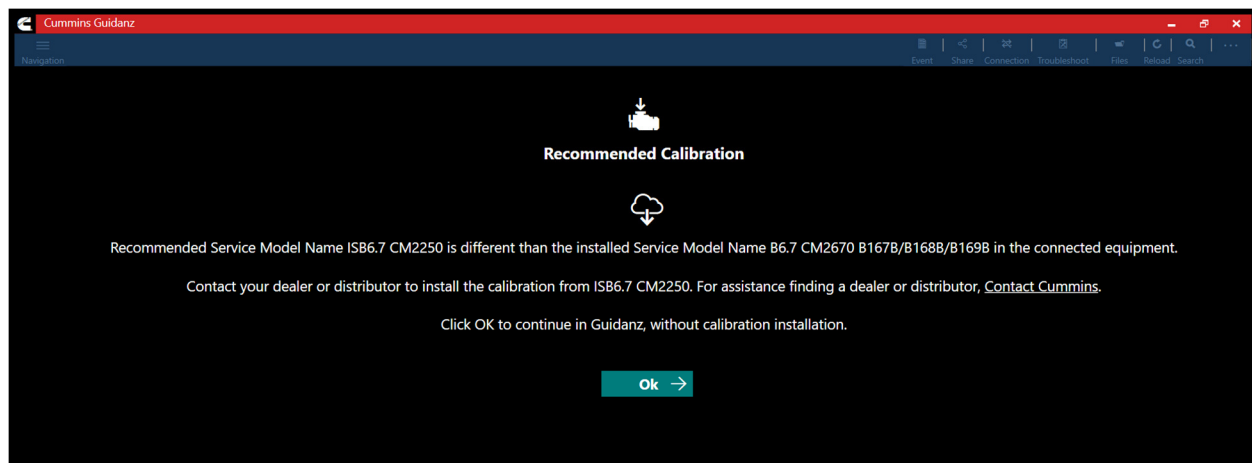 Cummins Guidanz
Navigation
Event Share Connection Troubleshoot Files Reload Search
Recommended Calibration
Recommended Service Model Name ISB6.7 CM2250 is different than the installed Service Model Name B6.7 CM2670 B167B/B168B/B169B in the connected equipment.
Contact your dealer or distributor to install the calibration from ISB6.7 CM2250. For assistance finding a dealer or distributor, Contact Cummins.
Click OK to continue in Guidanz, without calibration installation.
Ok